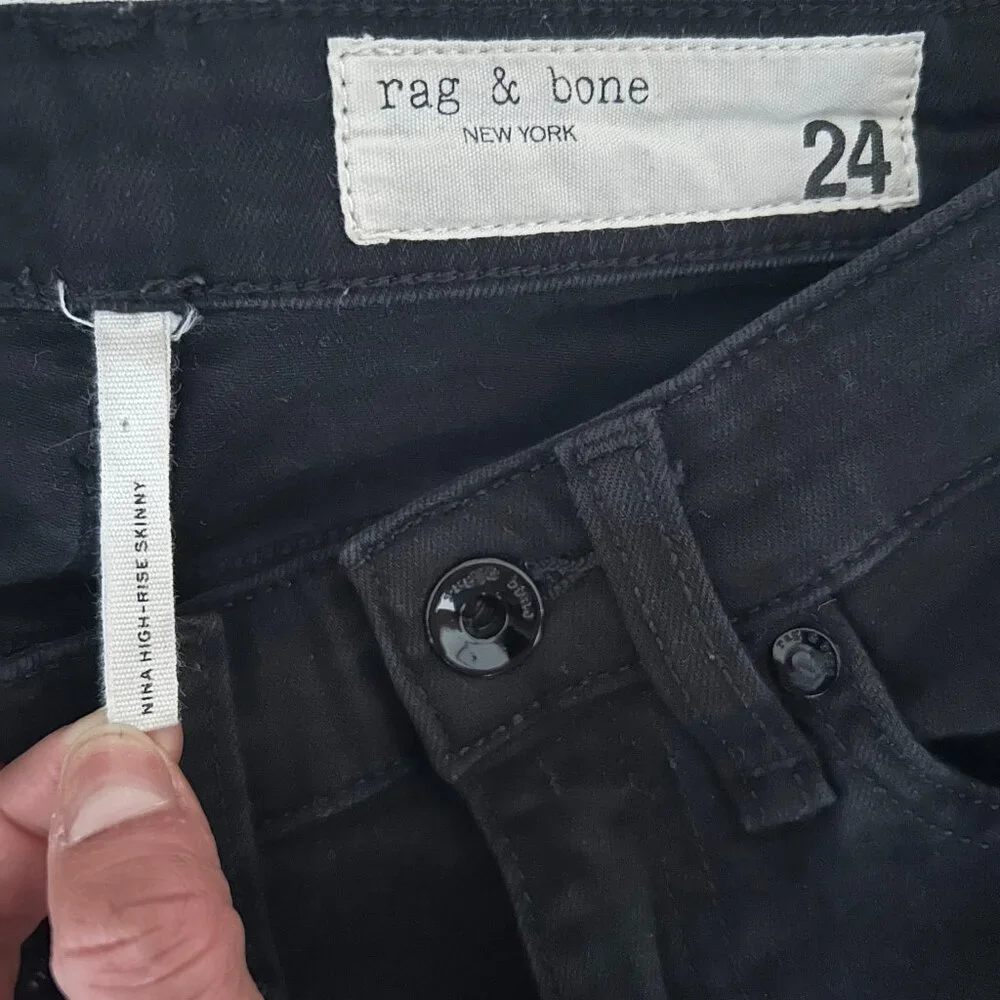 rag & bone
NEW YORK
24
NINA HIGH-RISE SKINNY